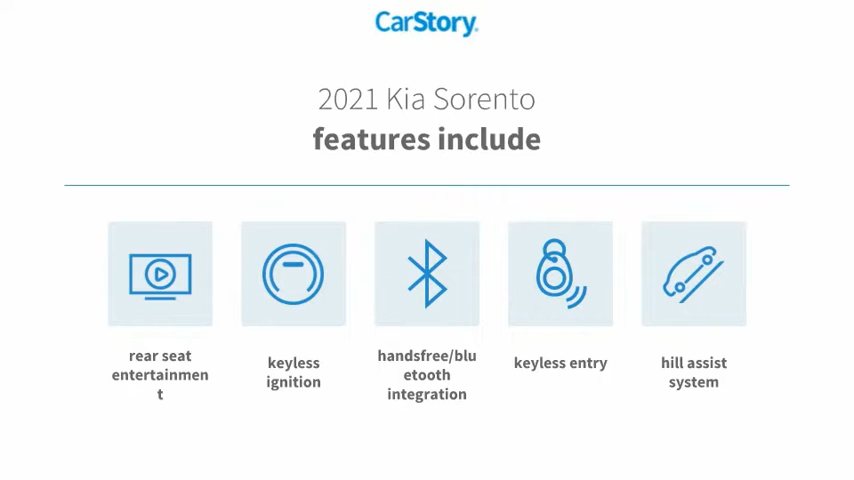 CarStory.
2021 Kia Sorento
features include
rear seat
entertainmen
t
keyless
ignition
handsfree/blu
etooth
integration
keyless entry
hill assist
system